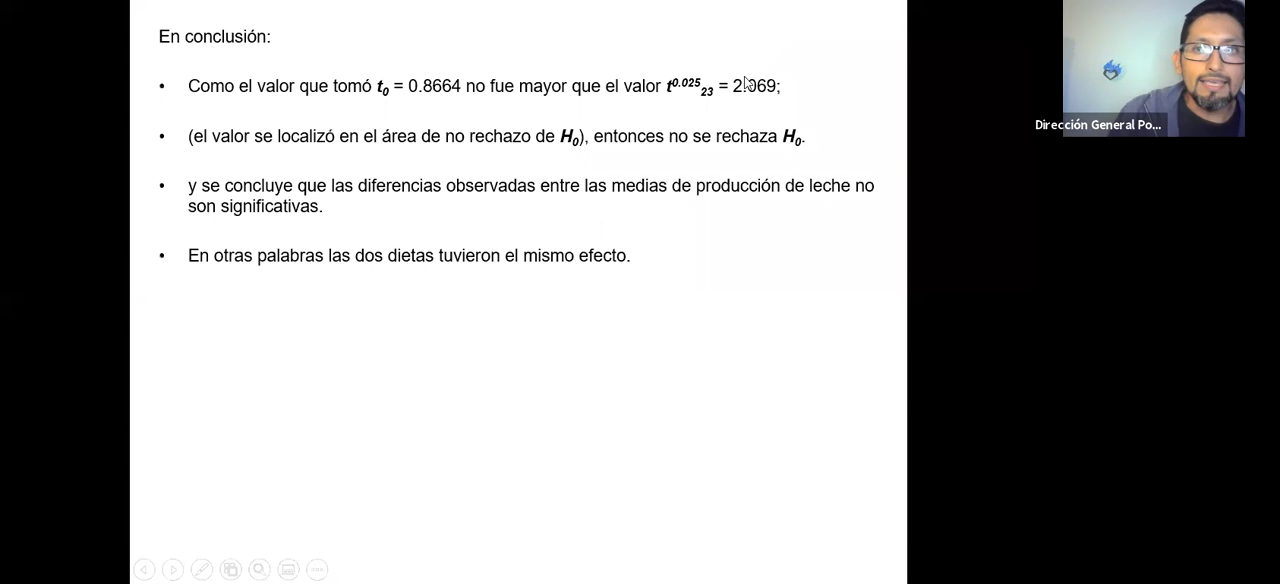 En conclusión:
• Como el valor que tomó t₀ = 0.8664 no fue mayor que el valor t⁰·⁰²⁵₂₃ = 2.069;
• (el valor se localizó en el área de no rechazo de H₀), entonces no se rechaza H₀.
• y se concluye que las diferencias observadas entre las medias de producción de leche no
son significativas.
• En otras palabras las dos dietas tuvieron el mismo efecto.
Dirección General Po...